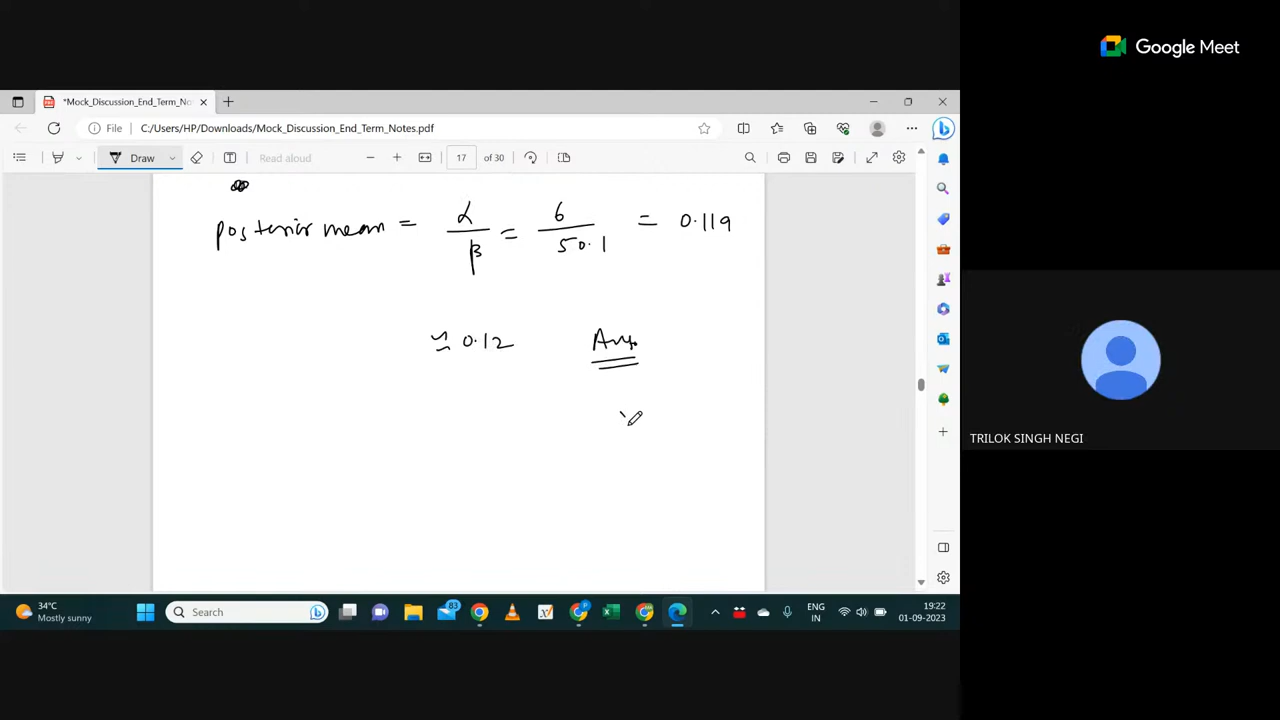 Google Meet
*Mock_Discussion_End_Term_No
File C:/Users/HP/Downloads/Mock_Discussion_End_Term_Notes.pdf
Draw Read aloud 17 of 30
posterior mean = α/β = 6/50.1 = 0.119
≃ 0.12 Ans.
TRILOK SINGH NEGI
34°C
Mostly sunny
Search
83
ENG
IN
19:22
01-09-2023